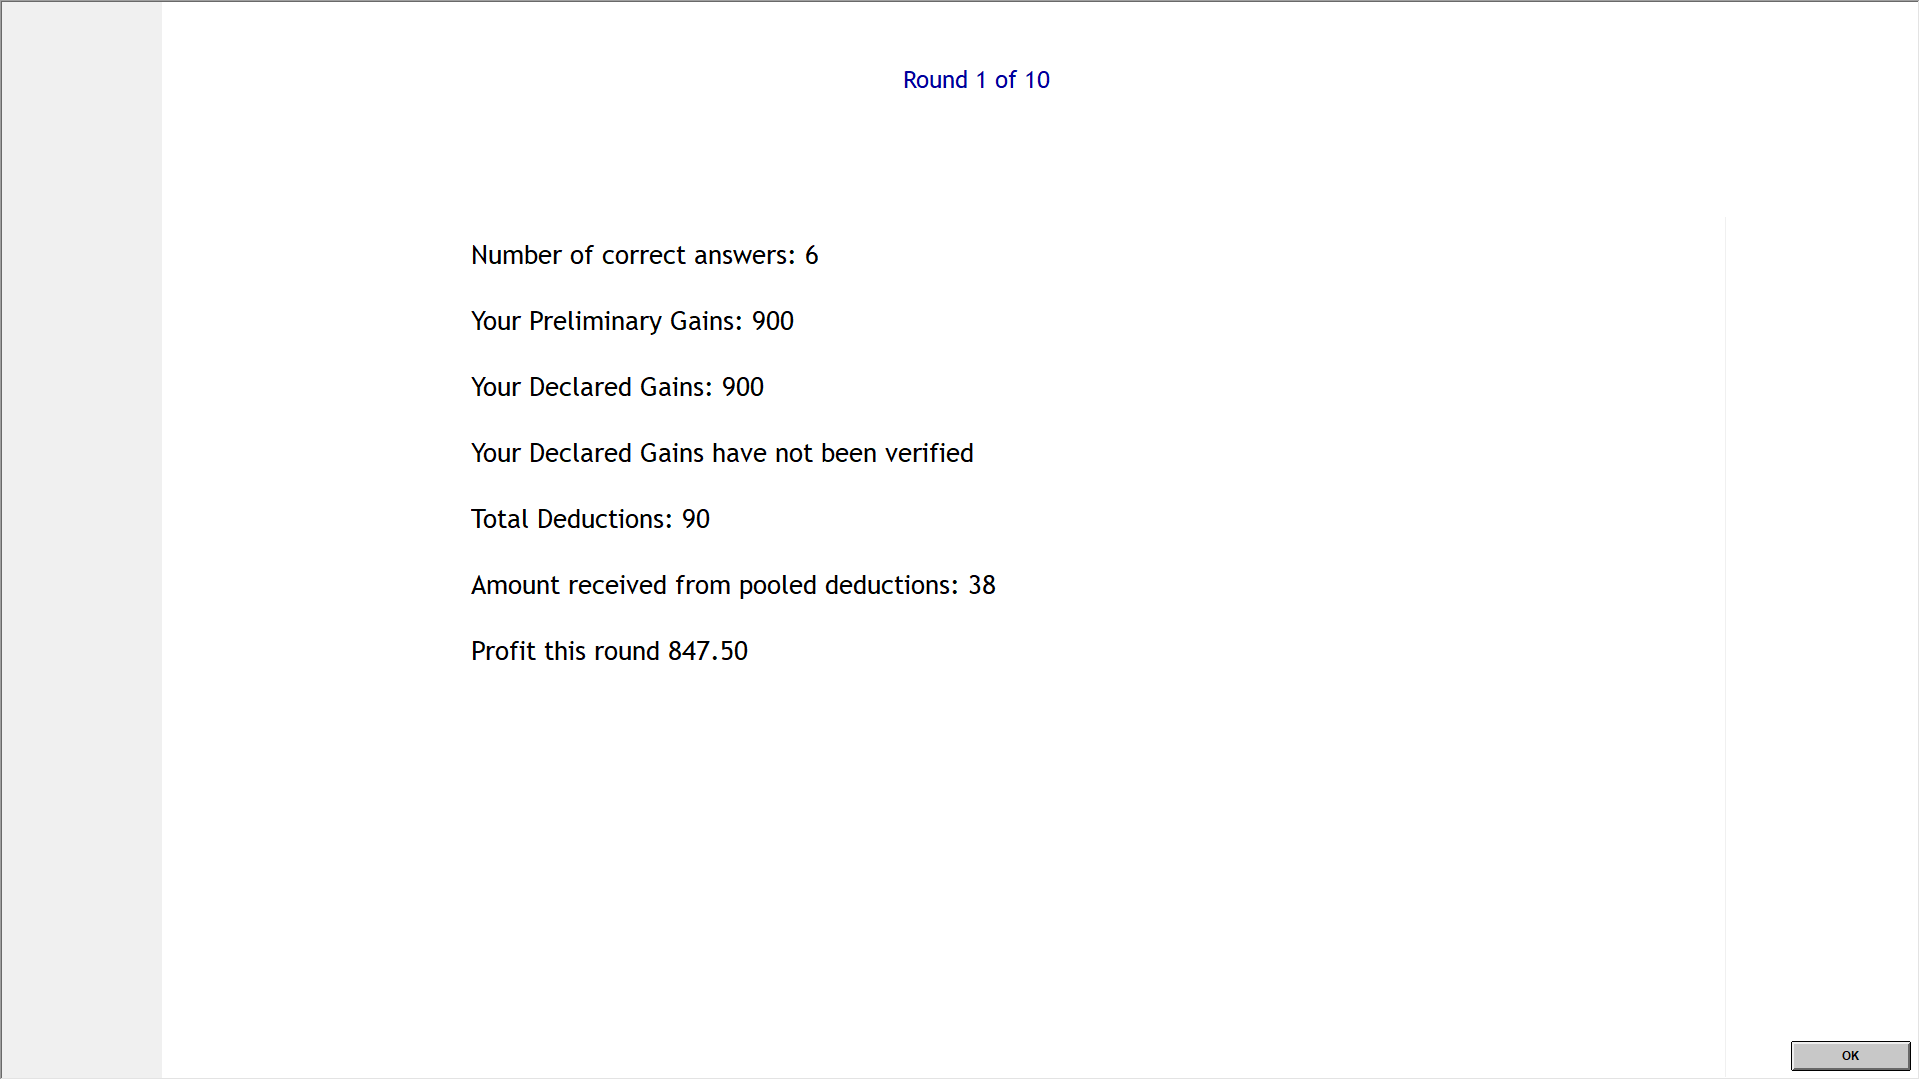 Round 1 of 10
Number of correct answers: 6
Your Preliminary Gains: 900
Your Declared Gains: 900
Your Declared Gains have not been verified
Total Deductions: 90
Amount received from pooled deductions: 38
Profit this round 847.50
OK